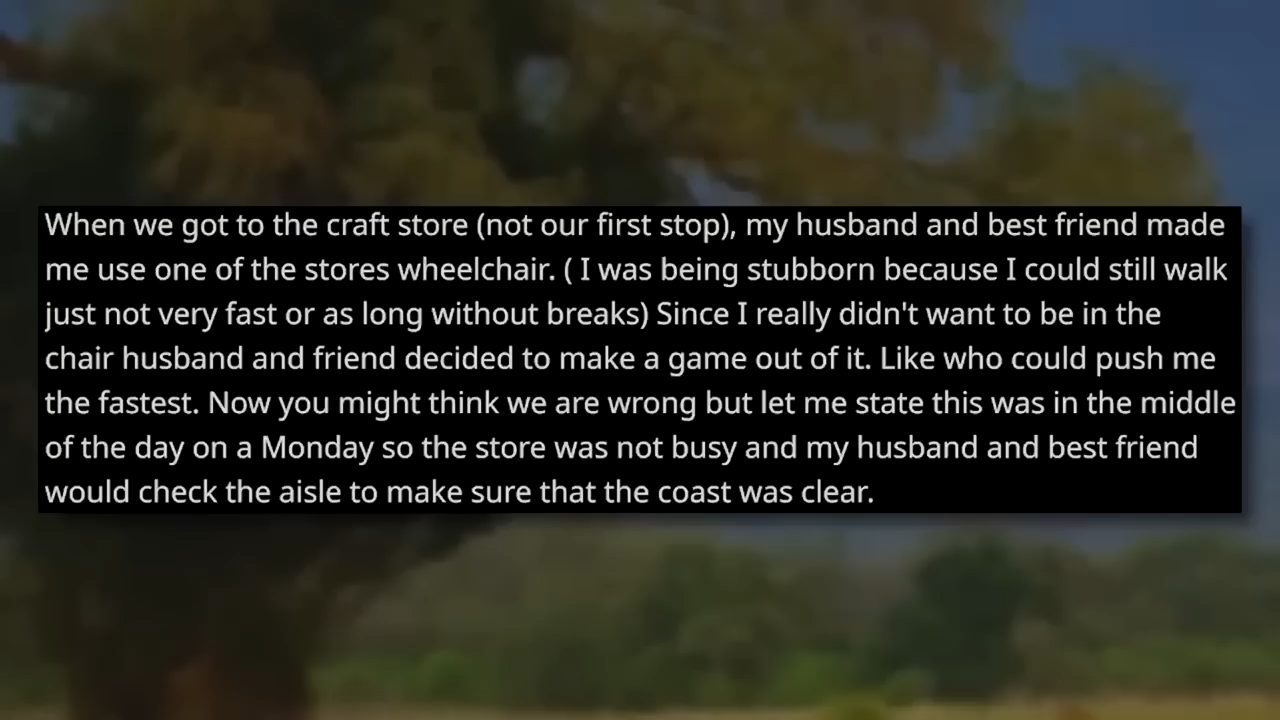 When we got to the craft store (not our first stop), my husband and best friend made
me use one of the stores wheelchair. ( I was being stubborn because I could still walk
just not very fast or as long without breaks) Since I really didn't want to be in the
chair husband and friend decided to make a game out of it. Like who could push me
the fastest. Now you might think we are wrong but let me state this was in the middle
of the day on a Monday so the store was not busy and my husband and best friend
would check the aisle to make sure that the coast was clear.